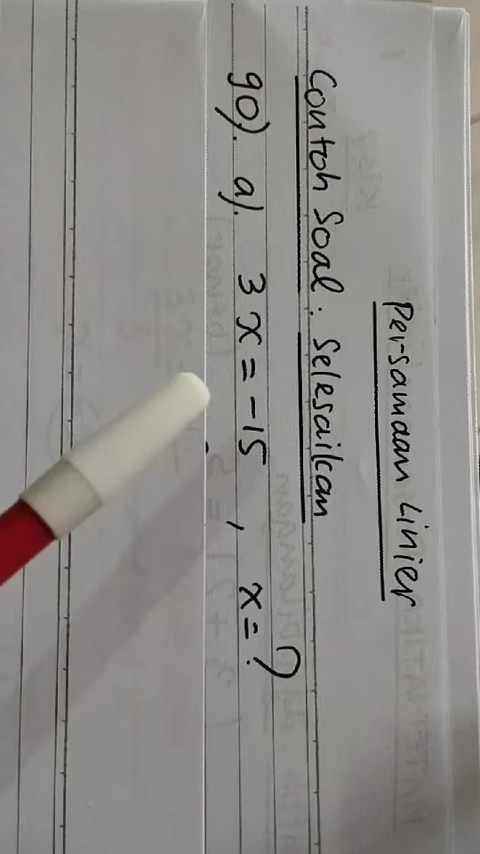 Persamaan Linier
Contoh Soal : Selesaikan
90). a). 3x = -15 , x = ?